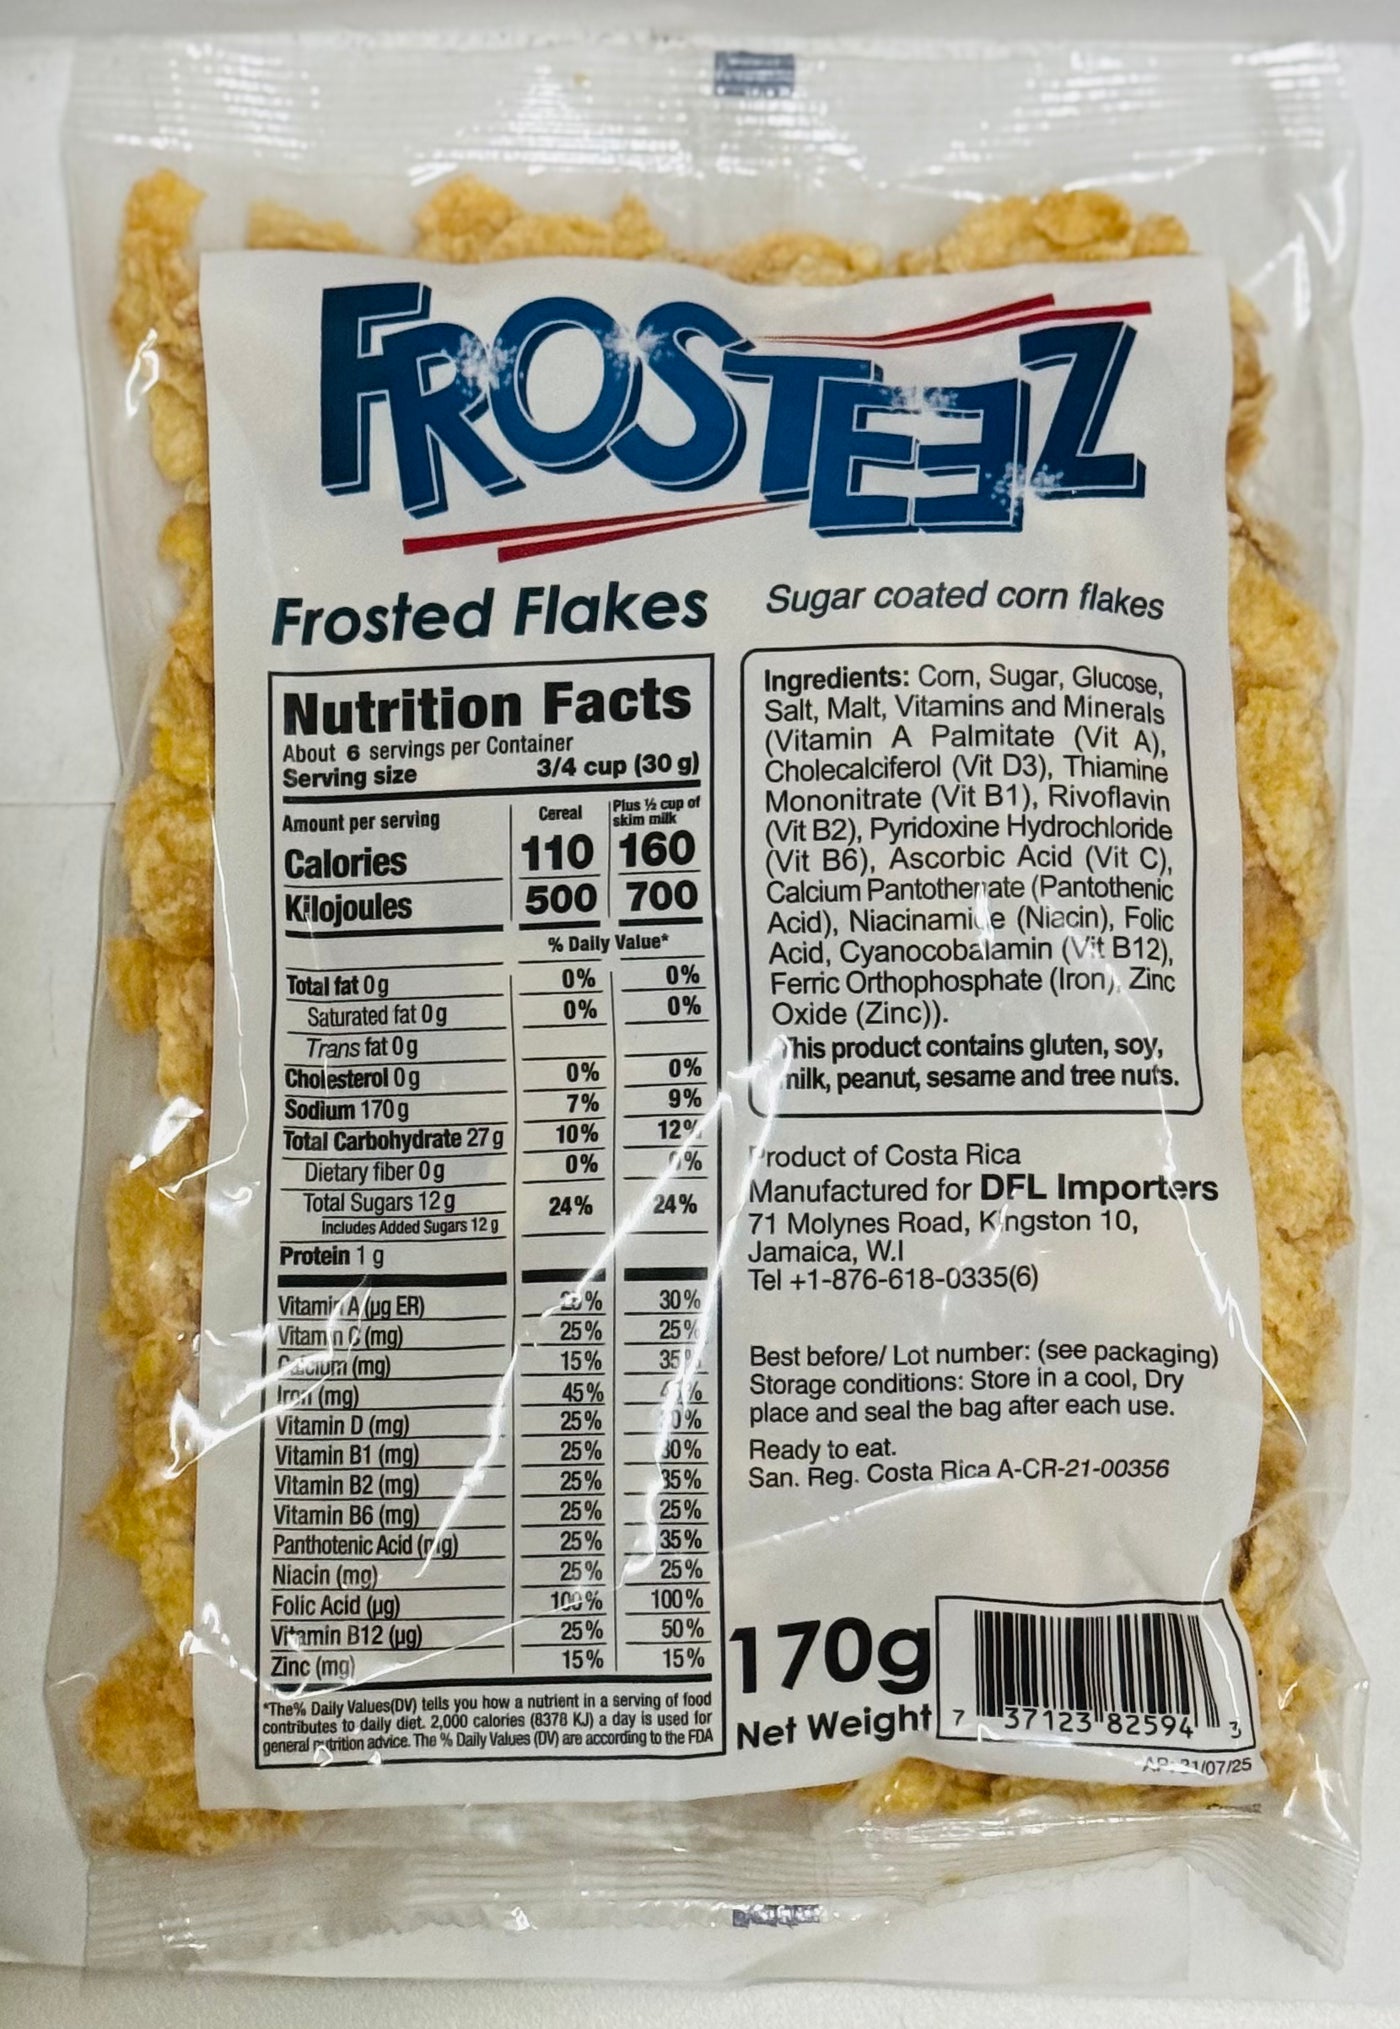 FROSTEEZ
Frosted Flakes
Sugar coated corn flakes
Nutrition Facts
About 6 servings per Container
Serving size 3/4 cup (30 g)
Amount per serving Cereal Plus ½ cup of skim milk
Calories 110 160
Kilojoules 500 700
% Daily Value*
Total fat 0 g 0% 0%
Saturated fat 0 g 0% 0%
Trans fat 0 g
Cholesterol 0 g 0% 0%
Sodium 170 g 7% 9%
Total Carbohydrate 27 g 10% 12%
Dietary fiber 0 g 0%
Total Sugars 12 g 24% 24%
Includes Added Sugars 12 g
Protein 1 g
Vitamin A (µg ER) 30%
Vitamin C (mg) 25% 25%
Calcium (mg) 15% 35%
Iron (mg) 45%
Vitamin D (mg) 25%
Vitamin B1 (mg) 25% 30%
Vitamin B2 (mg) 25% 35%
Vitamin B6 (mg) 25% 25%
Panthotenic Acid (mg) 25% 35%
Niacin (mg) 25% 25%
Folic Acid (µg) 100% 100%
Vitamin B12 (µg) 25% 50%
Zinc (mg) 15% 15%
*The% Daily Values(DV) tells you how a nutrient in a serving of food
contributes to daily diet. 2,000 calories (8378 KJ) a day is used for
general nutrition advice. The % Daily Values (DV) are according to the FDA
Ingredients: Corn, Sugar, Glucose,
Salt, Malt, Vitamins and Minerals
(Vitamin A Palmitate (Vit A),
Cholecalciferol (Vit D3), Thiamine
Mononitrate (Vit B1), Rivoflavin
(Vit B2), Pyridoxine Hydrochloride
(Vit B6), Ascorbic Acid (Vit C),
Calcium Pantothenate (Pantothenic
Acid), Niacinamide (Niacin), Folic
Acid, Cyanocobalamin (Vit B12),
Ferric Orthophosphate (Iron), Zinc
Oxide (Zinc)).
This product contains gluten, soy,
milk, peanut, sesame and tree nuts.
Product of Costa Rica
Manufactured for DFL Importers
71 Molynes Road, Kingston 10,
Jamaica, W.I
Tel +1-876-618-0335(6)
Best before/ Lot number: (see packaging)
Storage conditions: Store in a cool, Dry
place and seal the bag after each use.
Ready to eat.
San. Reg. Costa Rica A-CR-21-00356
170g
Net Weight
7 37123 82594 3